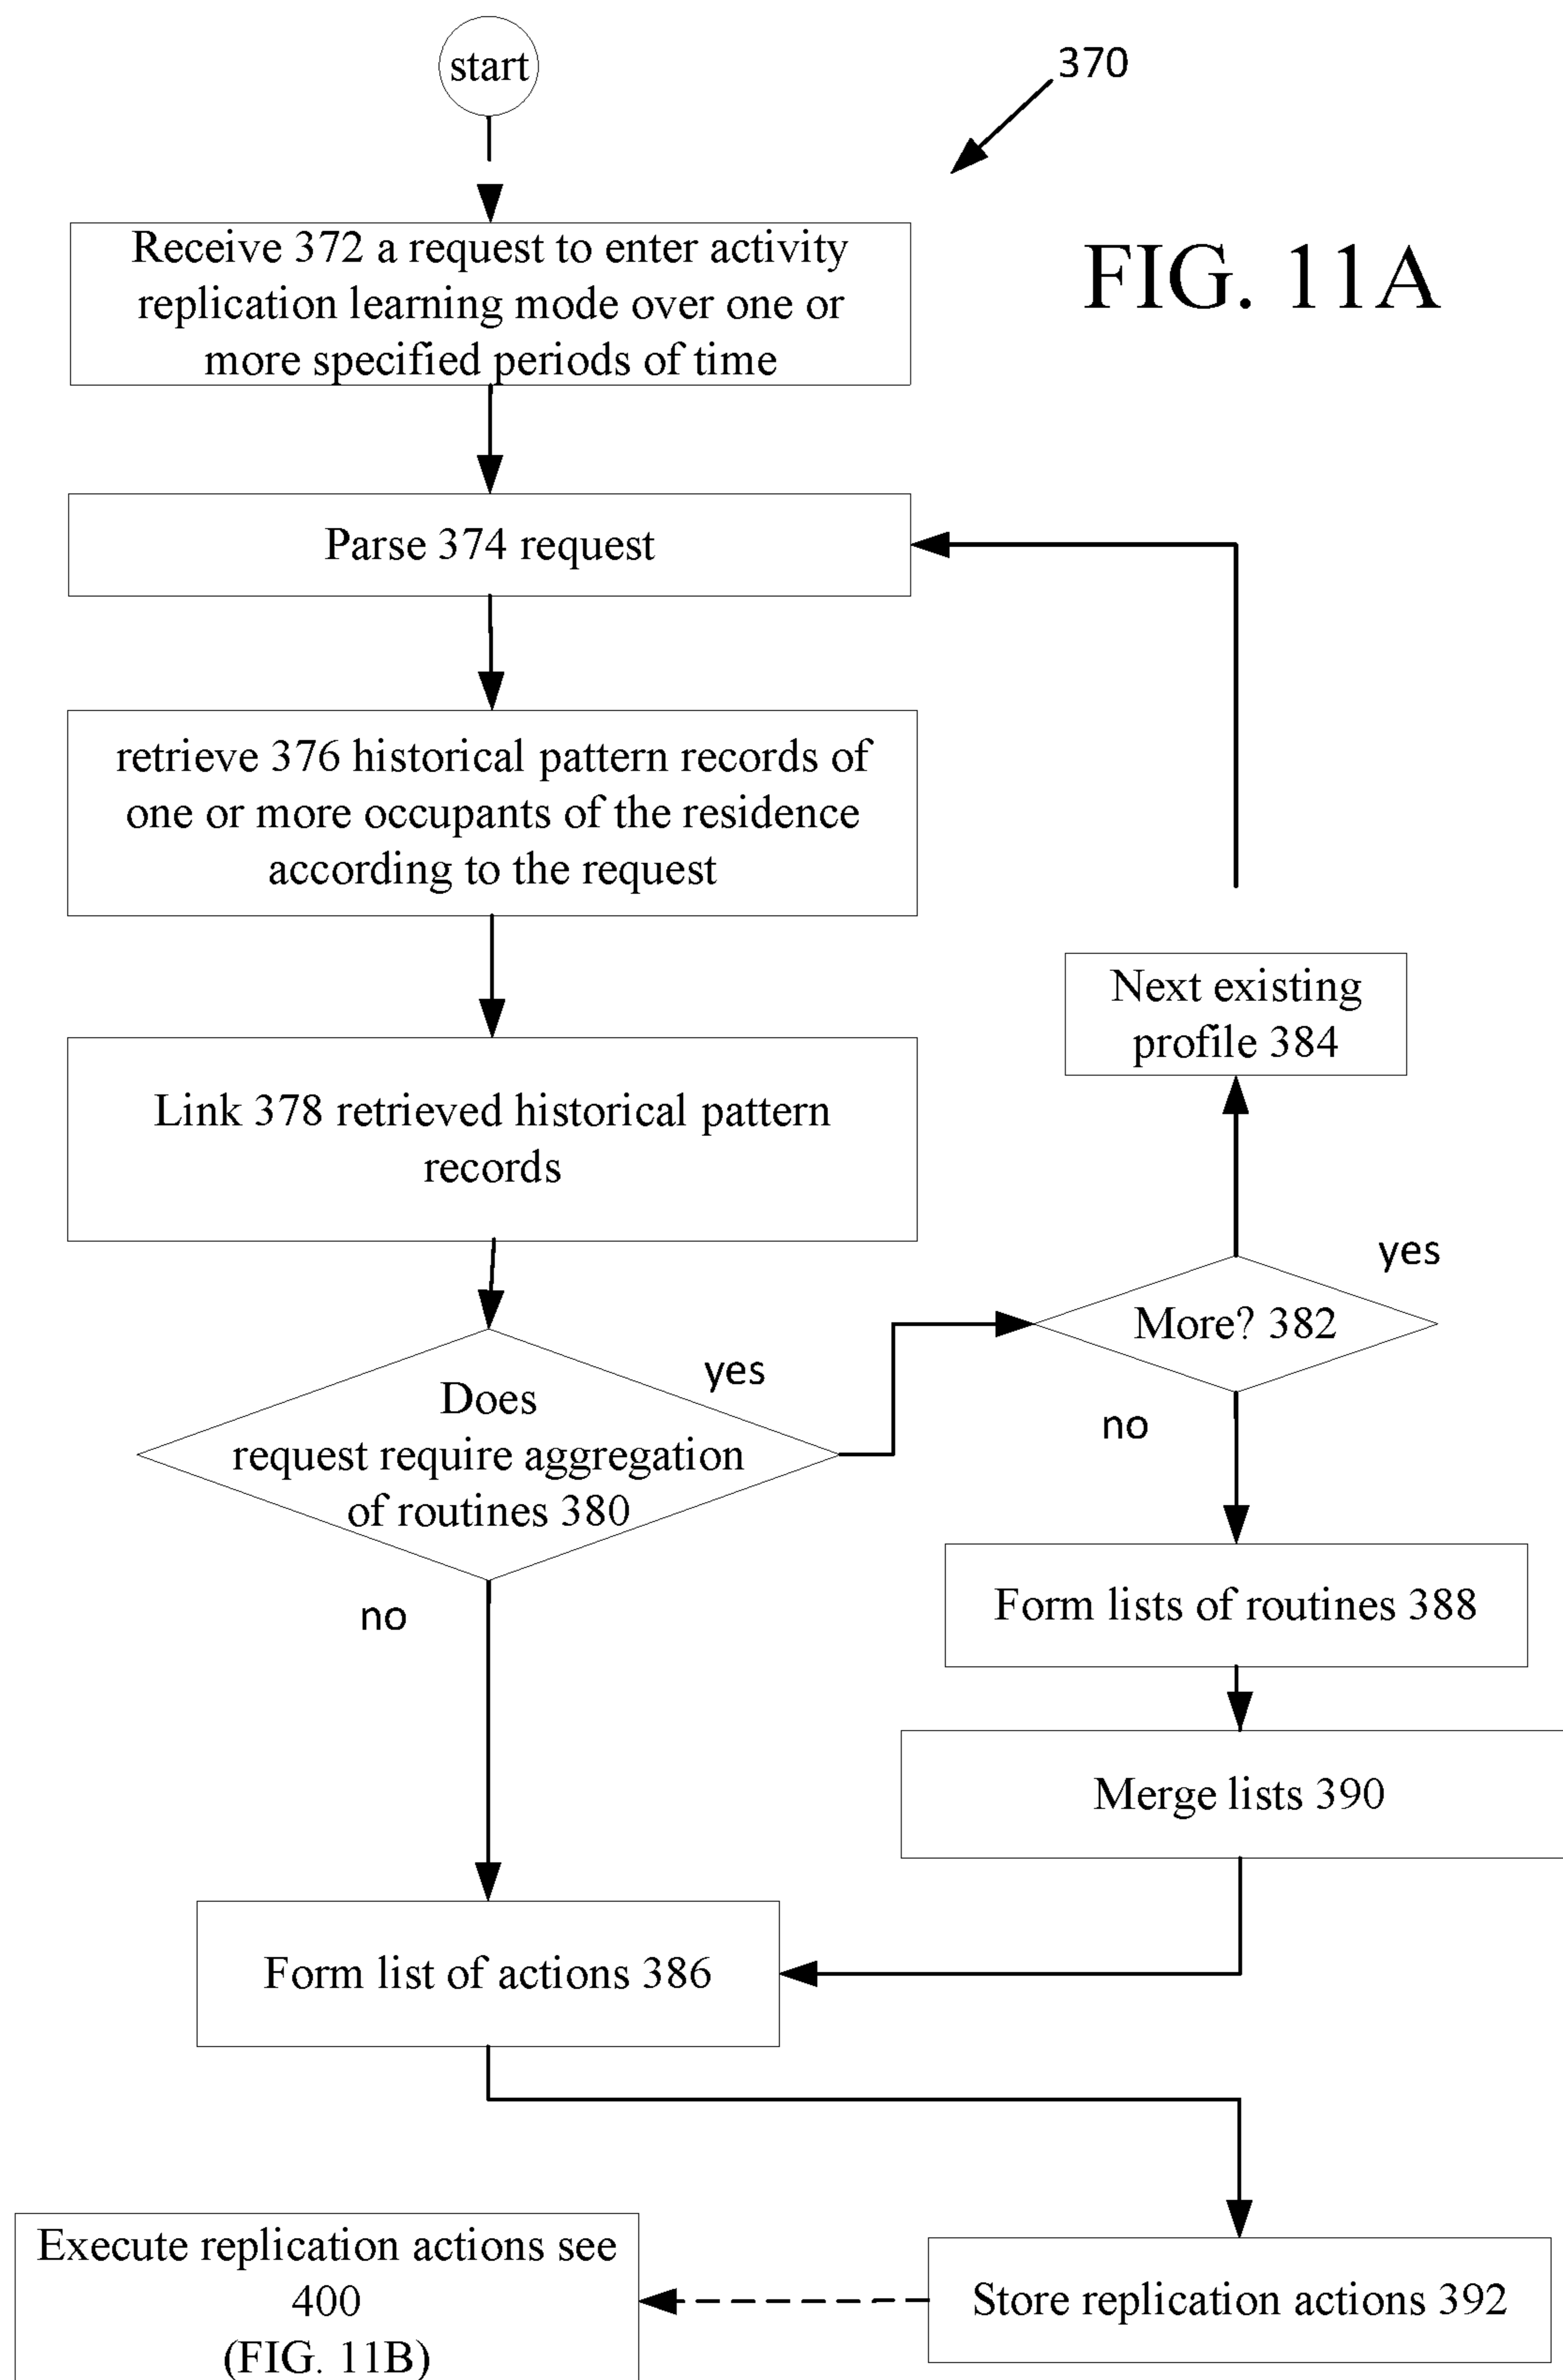 start
370
FIG. 11A
Receive 372 a request to enter activity
replication learning mode over one or
more specified periods of time
Parse 374 request
retrieve 376 historical pattern records of
one or more occupants of the residence
according to the request
Next existing
profile 384
Link 378 retrieved historical pattern
records
yes
More? 382
yes
no
Does
request require aggregation
of routines 380
no
Form lists of routines 388
Merge lists 390
Form list of actions 386
Execute replication actions see
400
(FIG. 11B)
Store replication actions 392